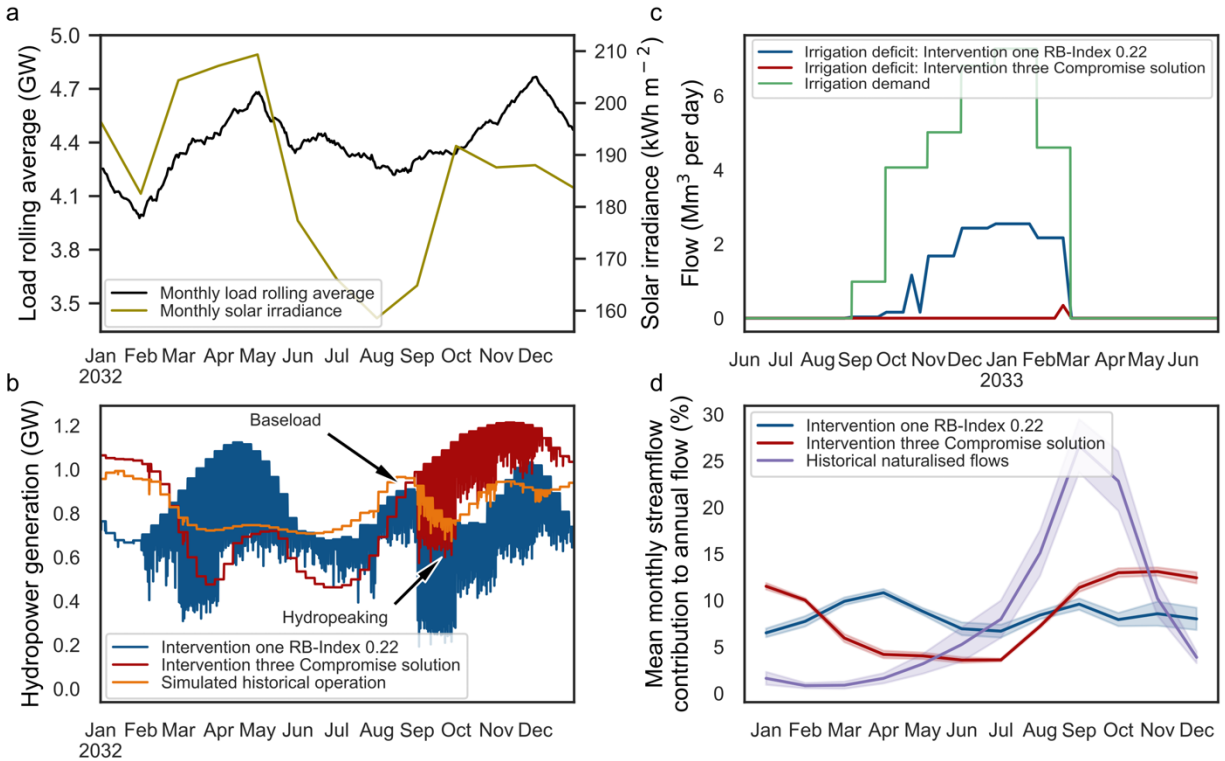 a
Load rolling average (GW)
5.0
4.7
4.4
4.1
3.8
3.5
Solar irradiance (kWh m⁻²)
210
200
190
180
170
160
Monthly load rolling average
Monthly solar irradiance
Jan Feb Mar Apr May Jun Jul Aug Sep Oct Nov Dec
2032
b
Hydropower generation (GW)
1.2
1.0
0.8
0.6
0.4
0.2
0.0
Baseload
Hydropeaking
Intervention one RB-Index 0.22
Intervention three Compromise solution
Simulated historical operation
Jan Feb Mar Apr May Jun Jul Aug Sep Oct Nov Dec
2032
c
Flow (Mm³ per day)
6
4
2
0
Irrigation deficit: Intervention one RB-Index 0.22
Irrigation deficit: Intervention three Compromise solution
Irrigation demand
Jun Jul Aug Sep Oct Nov Dec Jan Feb Mar Apr May Jun
2033
d
Mean monthly streamflow
contribution to annual flow (%)
30
25
20
15
10
5
0
Intervention one RB-Index 0.22
Intervention three Compromise solution
Historical naturalised flows
Jan Feb Mar Apr May Jun Jul Aug Sep Oct Nov Dec